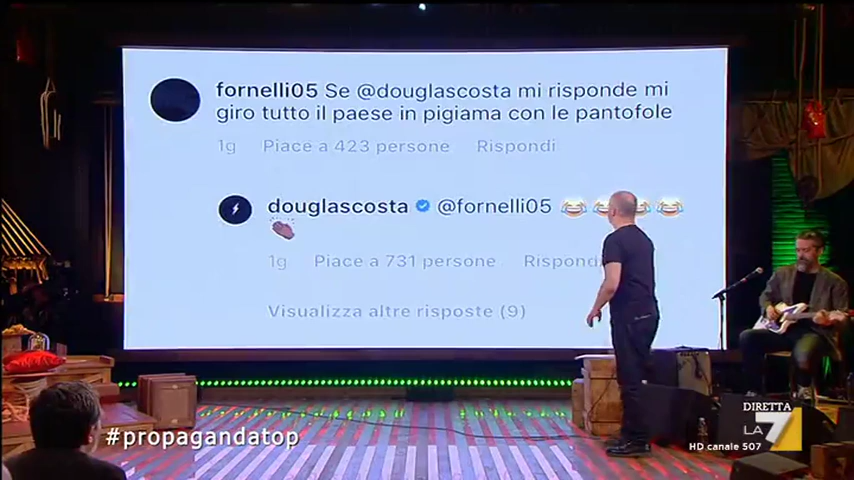 fornelli05 Se @douglascosta mi risponde mi
giro tutto il paese in pigiama con le pantofole
1g Piace a 423 persone Rispondi
douglascosta @fornelli05 😂😂😂😂
👏🏾
1g Piace a 731 persone Rispondi
Visualizza altre risposte (9)
#propagandatop
DIRETTA
LA7
HD canale 507